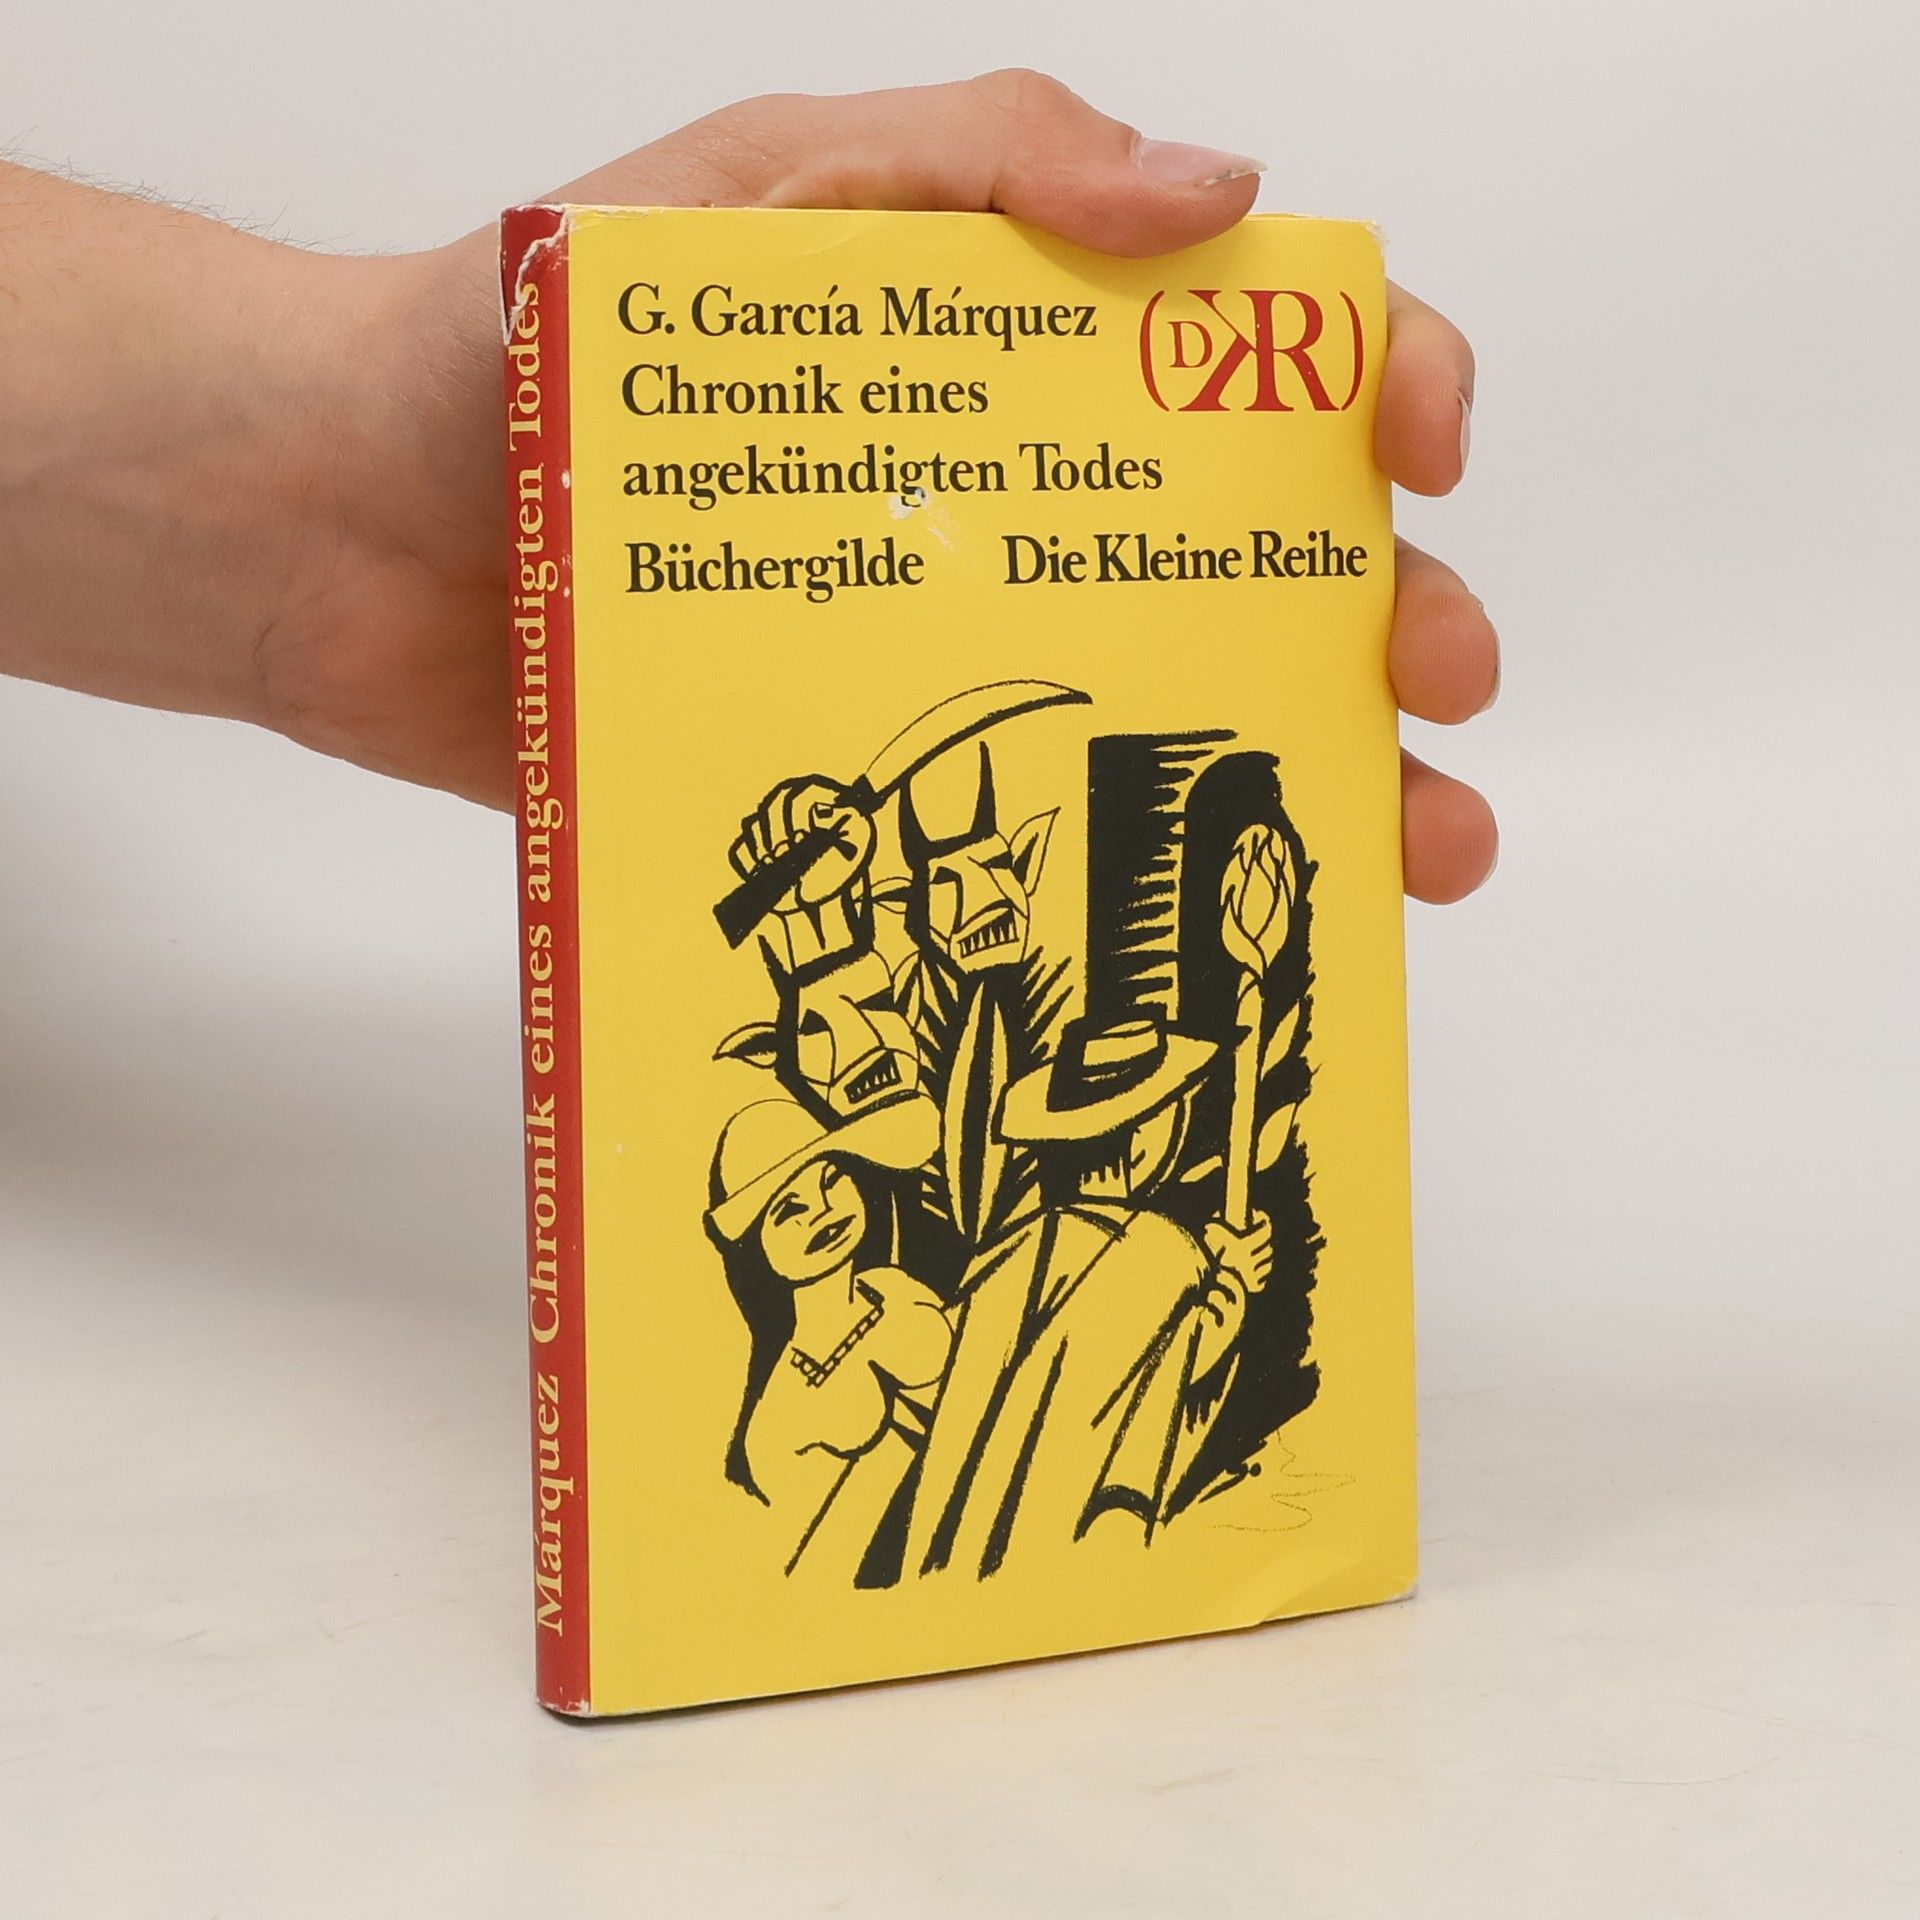 G. García Márquez
Chronik eines
angekündigten Todes
(DKR)
Büchergilde Die Kleine Reihe
Márquez Chronik eines angekündigten Todes